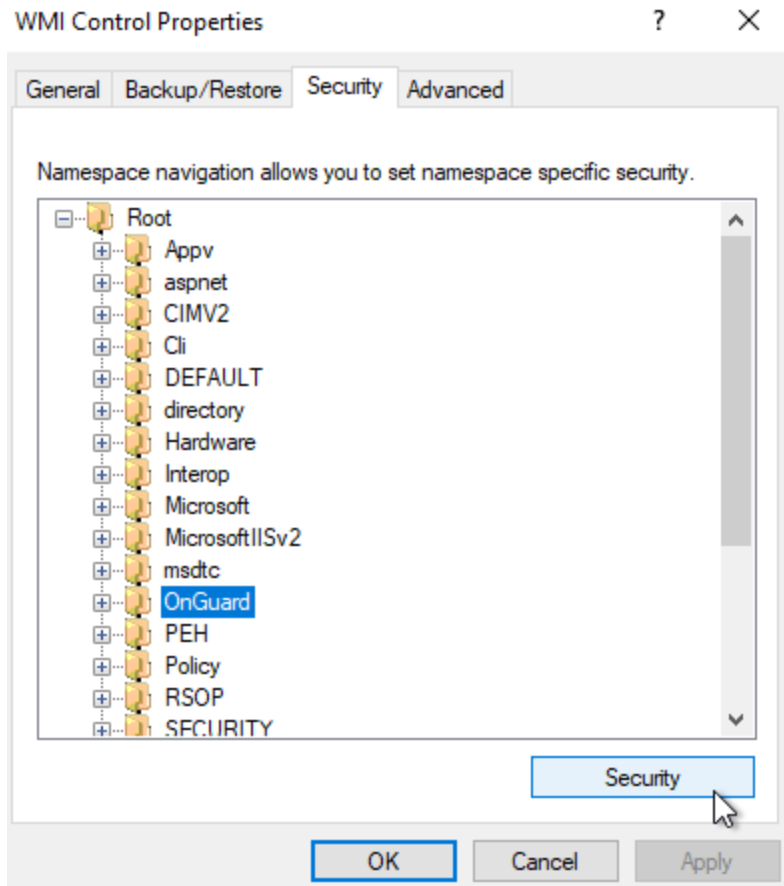 WMI Control Properties ?
General Backup/Restore Security Advanced
Namespace navigation allows you to set namespace specific security.
Root
Appv
aspnet
CIMV2
Cli
DEFAULT
directory
Hardware
Interop
Microsoft
MicrosoftIISv2
msdtc
OnGuard
PEH
Policy
RSOP
SECURITY
Security
OK Cancel Apply